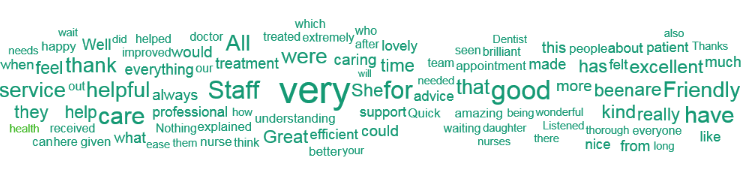 wait did helped doctor which who also
needs happy Well improved would All treated extremely after lovely seen Dentist brilliant this people about patient Thanks
when feel thank everything our treatment were caring time team appointment made has felt excellent much
service out helpful always Staff very will She for needed advice that good more been are Friendly
they help care professional how understanding support Quick amazing being wonderful kind really have
health received Nothing explained Great efficient could waiting daughter Listened thorough everyone like
can here given what ease them nurse think better your nurses there nice from long